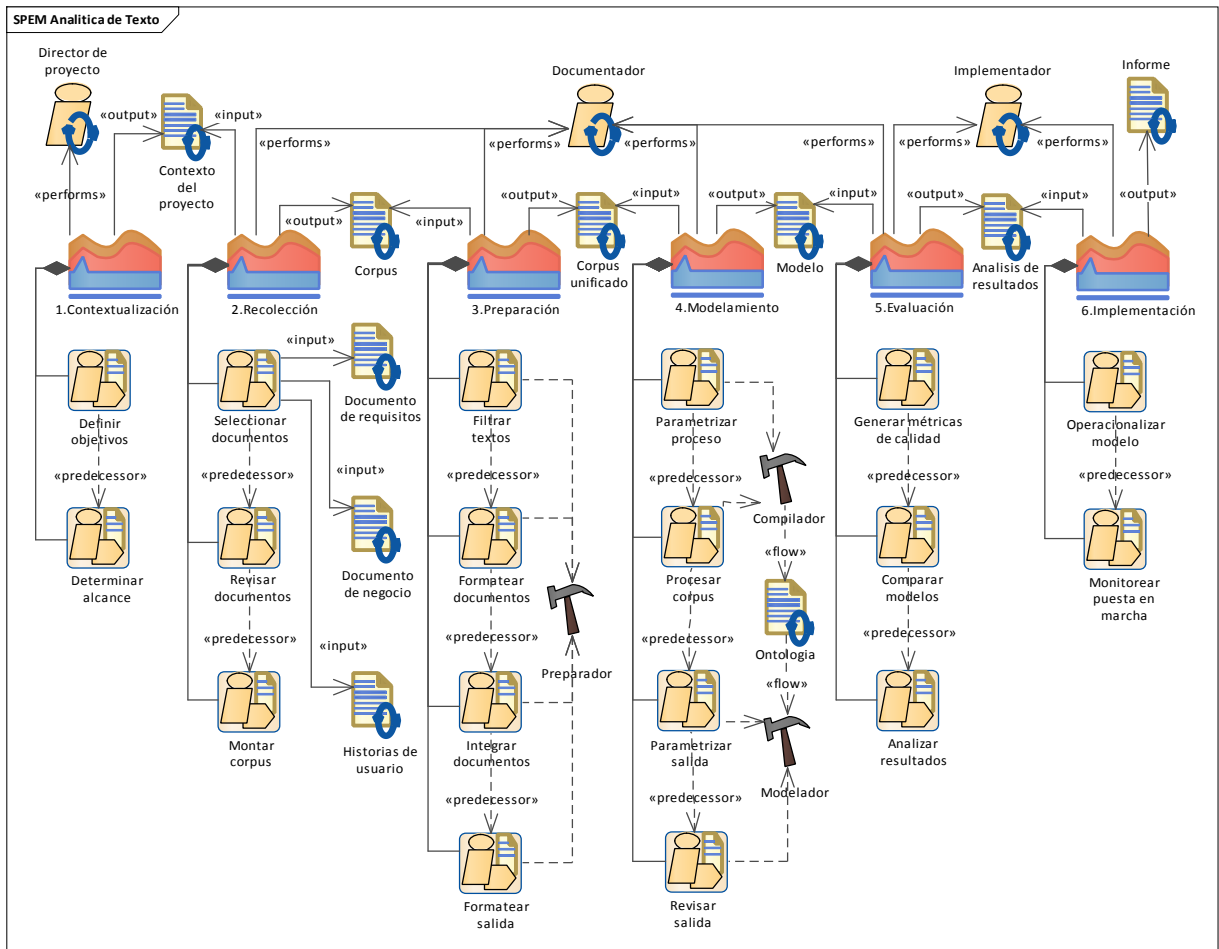 SPEM Analitica de Texto
Director de
proyecto
Documentador
Implementador
Informe
«output»
«input»
«performs»
«performs»
«performs»
«performs»
«performs»
«performs»
«performs»
Contexto
del
proyecto
«output»
«input»
«output»
«input»
«output»
«input»
«output»
«input»
«output»
Corpus
Corpus
unificado
Modelo
Analisis de
resultados
1.Contextualización
2.Recolección
3.Preparación
4.Modelamiento
5.Evaluación
6.Implementación
«input»
Definir
objetivos
Seleccionar
documentos
Documento
de requisitos
Filtrar
textos
Parametrizar
proceso
Generar métricas
de calidad
Operacionalizar
modelo
«predecessor»
«predecessor»
«input»
«predecessor»
«predecessor»
«predecessor»
«predecessor»
Compilador
«flow»
Determinar
alcance
Revisar
documentos
Documento
de negocio
Formatear
documentos
Procesar
corpus
Comparar
modelos
Monitorear
puesta en
marcha
«predecessor»
«input»
«predecessor»
Preparador
«predecessor»
Ontologia
«flow»
«predecessor»
Montar
corpus
Historias de
usuario
Integrar
documentos
Parametrizar
salida
Modelador
Analizar
resultados
«predecessor»
«predecessor»
Formatear
salida
Revisar
salida